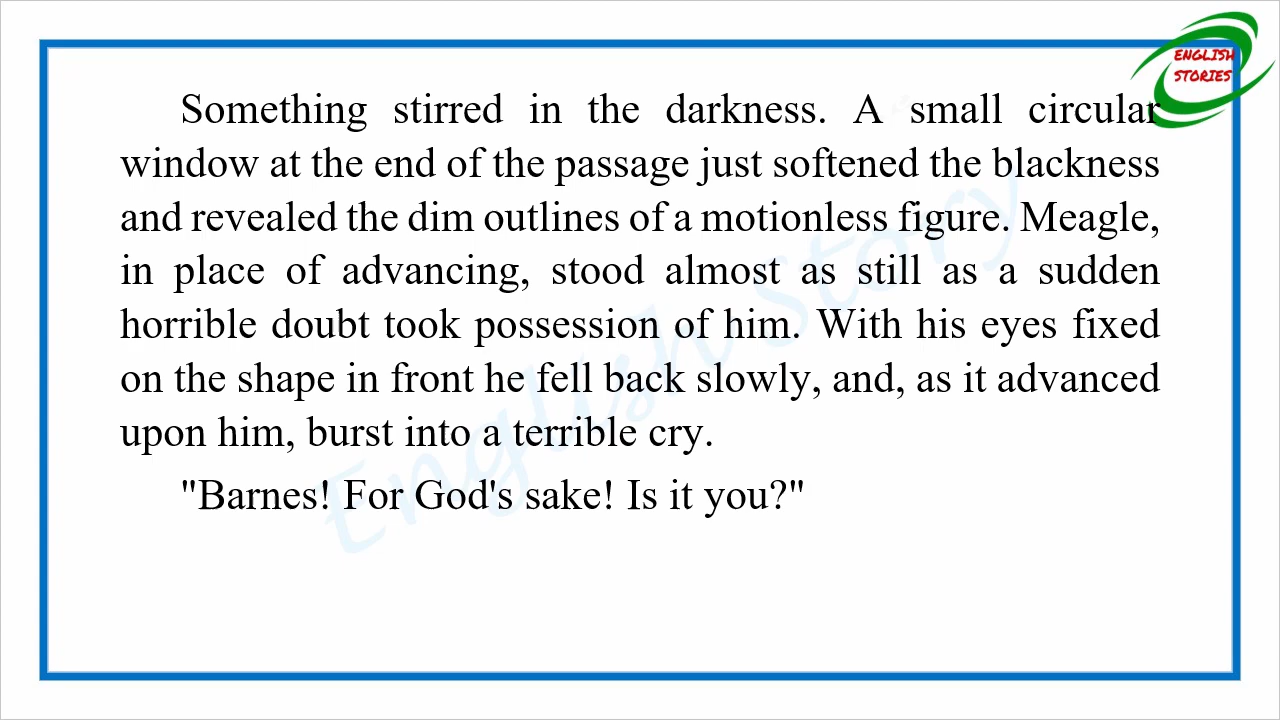 ENGLISH
STORIES
Something stirred in the darkness. A small circular
window at the end of the passage just softened the blackness
and revealed the dim outlines of a motionless figure. Meagle,
in place of advancing, stood almost as still as a sudden
horrible doubt took possession of him. With his eyes fixed
on the shape in front he fell back slowly, and, as it advanced
upon him, burst into a terrible cry.
"Barnes! For God's sake! Is it you?"
English Story